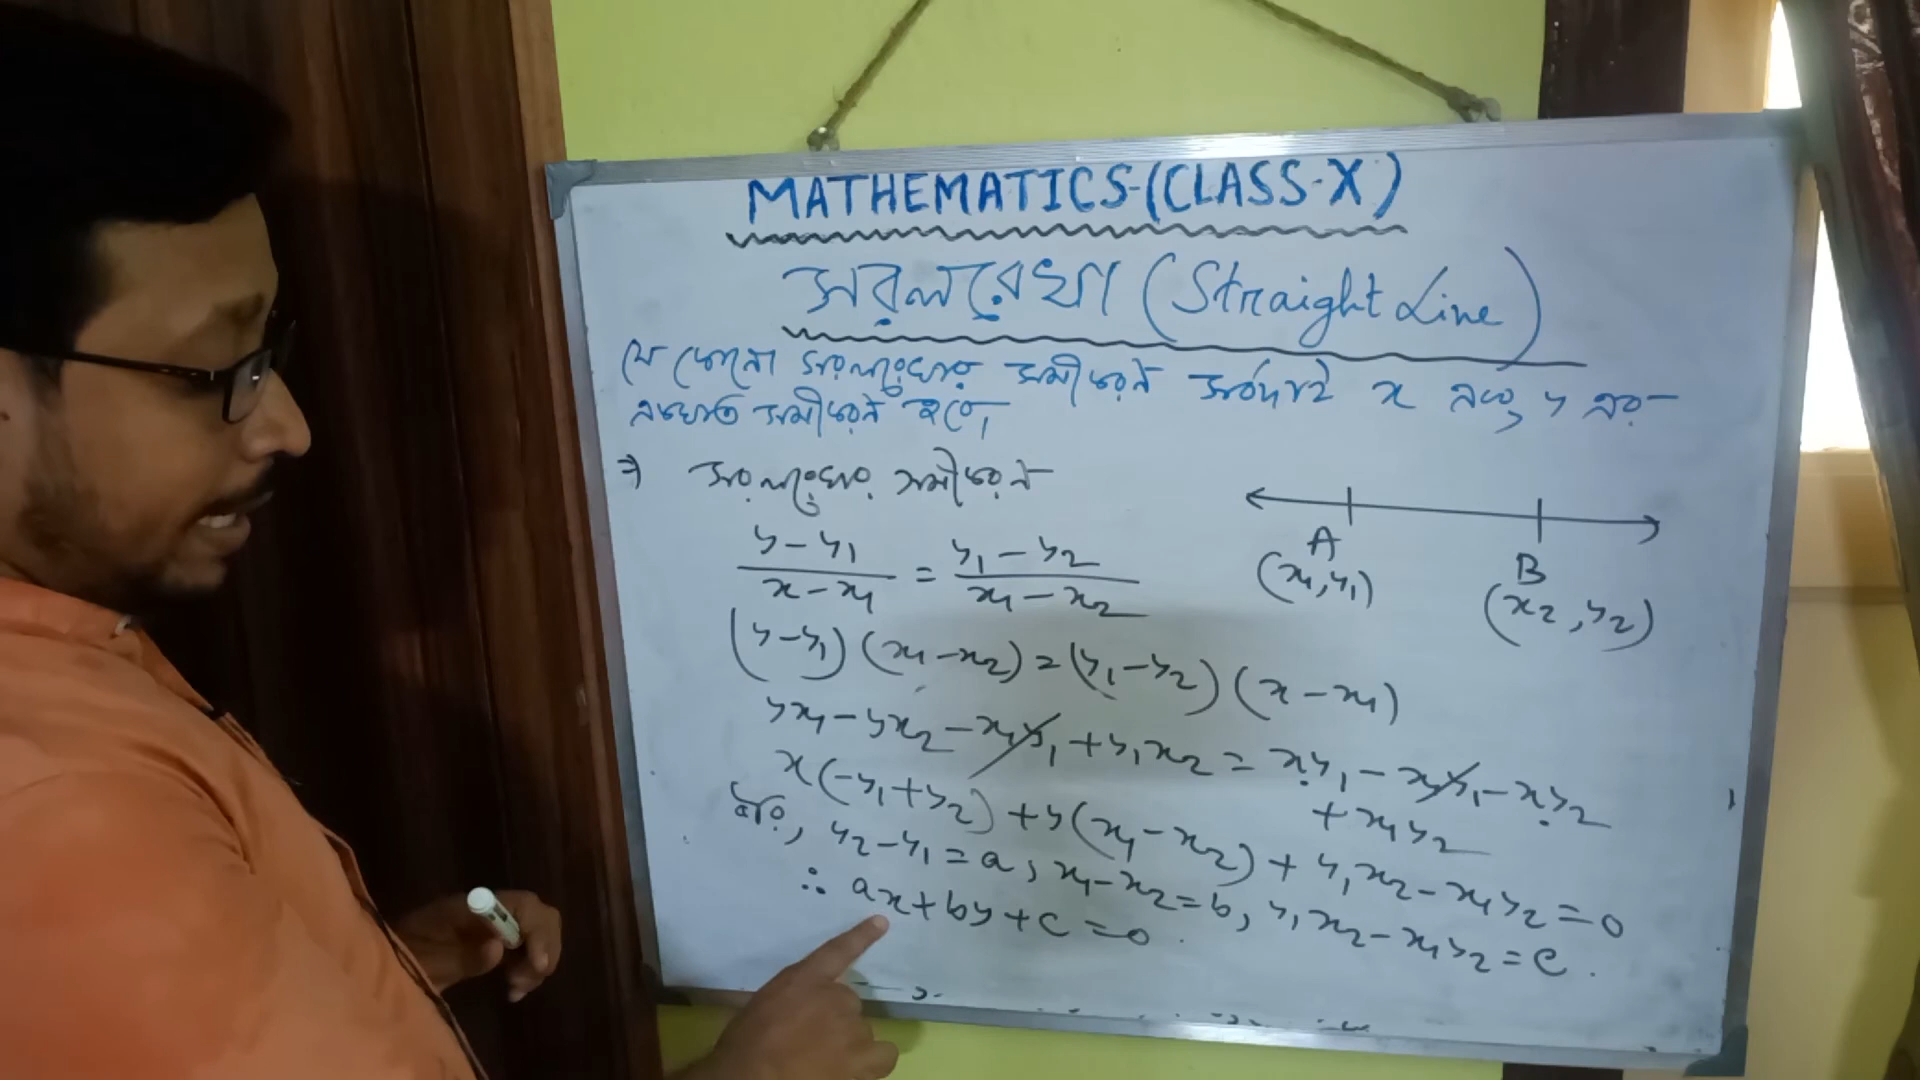 MATHEMATICS-(CLASS-X)
সরলরেখা (Straight Line)
যে কোনো সরলরেখার সমীকরণ সর্বদাই x এবং y এর
একঘাত সমীকরণ হবে।
⇒ সরলরেখার সমীকরণ
A B
(x₁,y₁) (x₂,y₂)
(y-y₁)/(x-x₁) = (y₁-y₂)/(x₁-x₂)
(y-y₁)(x₁-x₂)=(y₁-y₂)(x-x₁)
yx₁-yx₂-x₁y₁+y₁x₂=xy₁-x₁y₁-xy₂
+x₁y₂
x(-y₁+y₂)+y(x₁-x₂)+y₁x₂-x₁y₂=0
ধরি, y₂-y₁=a, x₁-x₂=b, y₁x₂-x₁y₂=c.
∴ ax+by+c=0.